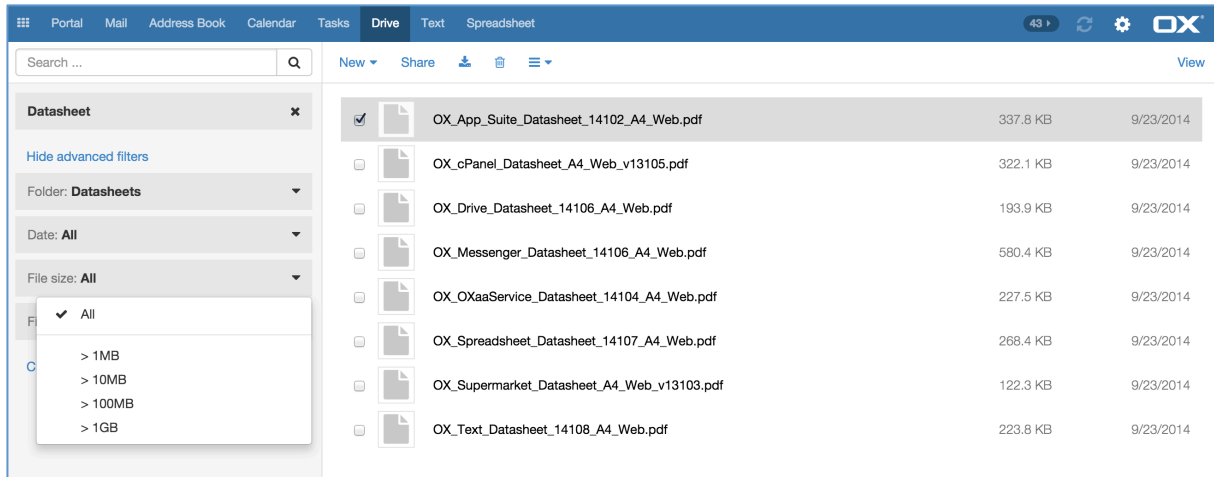 Portal Mail Address Book Calendar Tasks Drive Text Spreadsheet 43 OX
Search ...
New Share View
Datasheet
Hide advanced filters
Folder: Datasheets
Date: All
File size: All
Fi
All
> 1MB
C
> 10MB
> 100MB
> 1GB
OX_App_Suite_Datasheet_14102_A4_Web.pdf 337.8 KB 9/23/2014
OX_cPanel_Datasheet_A4_Web_v13105.pdf 322.1 KB 9/23/2014
OX_Drive_Datasheet_14106_A4_Web.pdf 193.9 KB 9/23/2014
OX_Messenger_Datasheet_14106_A4_Web.pdf 580.4 KB 9/23/2014
OX_OXaaService_Datasheet_14104_A4_Web.pdf 227.5 KB 9/23/2014
OX_Spreadsheet_Datasheet_14107_A4_Web.pdf 268.4 KB 9/23/2014
OX_Supermarket_Datasheet_A4_Web_v13103.pdf 122.3 KB 9/23/2014
OX_Text_Datasheet_14108_A4_Web.pdf 223.8 KB 9/23/2014